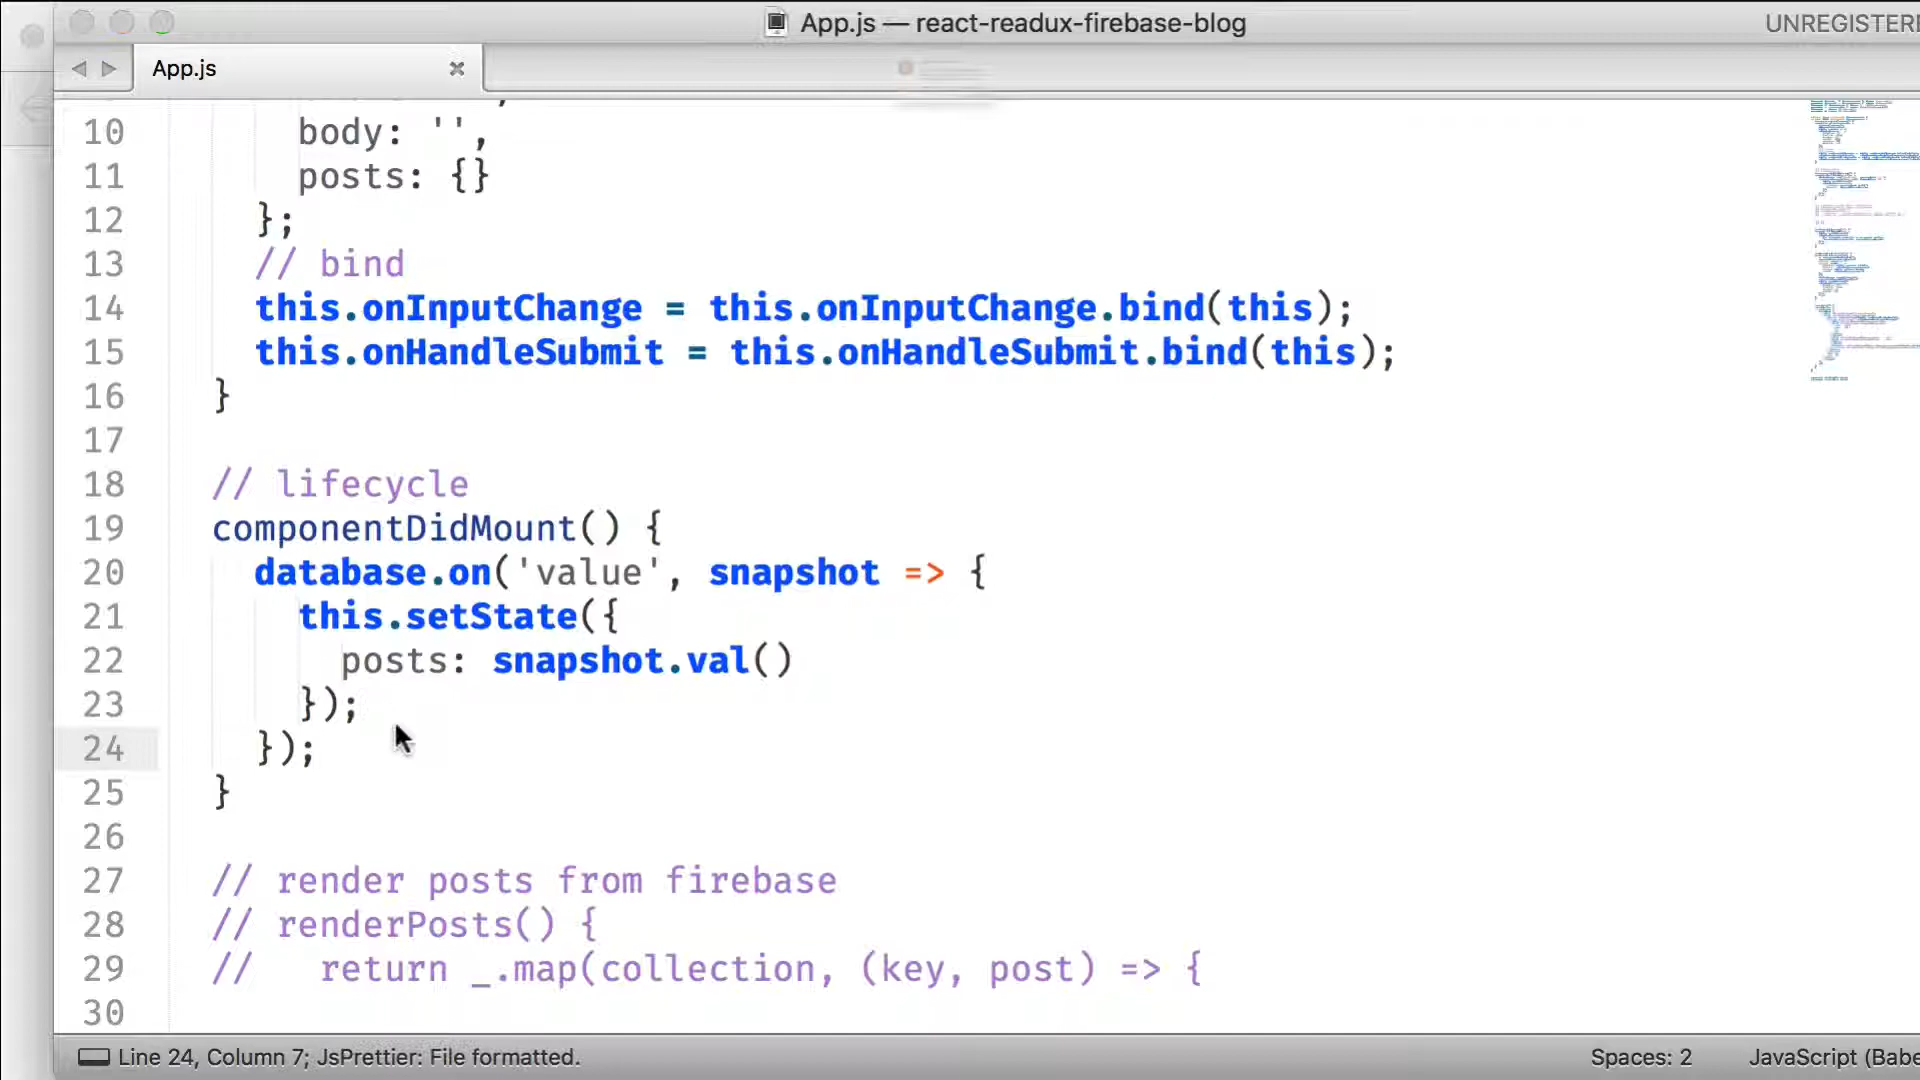 App.js — react-readux-firebase-blog
UNREGISTERE
App.js
10 body: '',
11 posts: {}
12 };
13 // bind
14 this.onInputChange = this.onInputChange.bind(this);
15 this.onHandleSubmit = this.onHandleSubmit.bind(this);
16 }
17
18 // lifecycle
19 componentDidMount() {
20 database.on('value', snapshot => {
21 this.setState({
22 posts: snapshot.val()
23 });
24 });
25 }
26
27 // render posts from firebase
28 // renderPosts() {
29 // return _.map(collection, (key, post) => {
30
Line 24, Column 7; JsPrettier: File formatted.
Spaces: 2
JavaScript (Babe